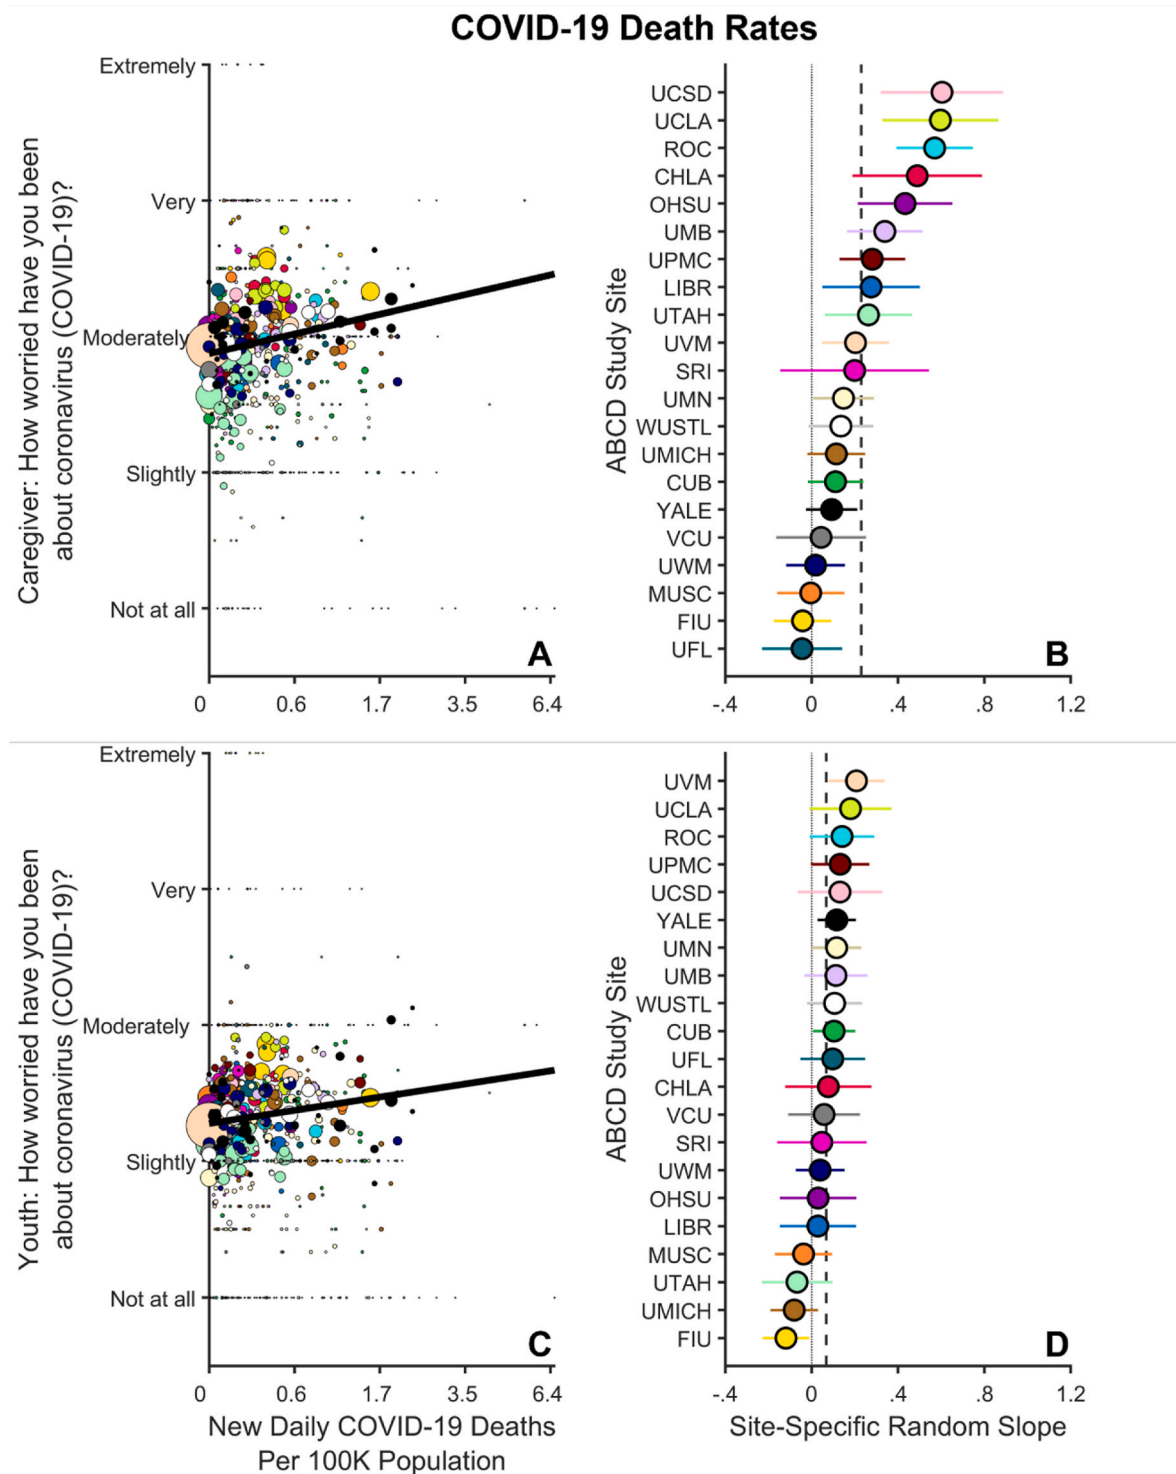 COVID-19 Death Rates
Caregiver: How worried have you been
about coronavirus (COVID-19)?
Extremely
Very
Moderately
Slightly
Not at all
0 0.6 1.7 3.5 6.4
A
ABCD Study Site
UCSD
UCLA
ROC
CHLA
OHSU
UMB
UPMC
LIBR
UTAH
UVM
SRI
UMN
WUSTL
UMICH
CUB
YALE
VCU
UWM
MUSC
FIU
UFL
-.4 0 .4 .8 1.2
B
Youth: How worried have you been
about coronavirus (COVID-19)?
Extremely
Very
Moderately
Slightly
Not at all
0 0.6 1.7 3.5 6.4
New Daily COVID-19 Deaths
Per 100K Population
C
ABCD Study Site
UVM
UCLA
ROC
UPMC
UCSD
YALE
UMN
UMB
WUSTL
CUB
UFL
CHLA
VCU
SRI
UWM
OHSU
LIBR
MUSC
UTAH
UMICH
FIU
-.4 0 .4 .8 1.2
Site-Specific Random Slope
D